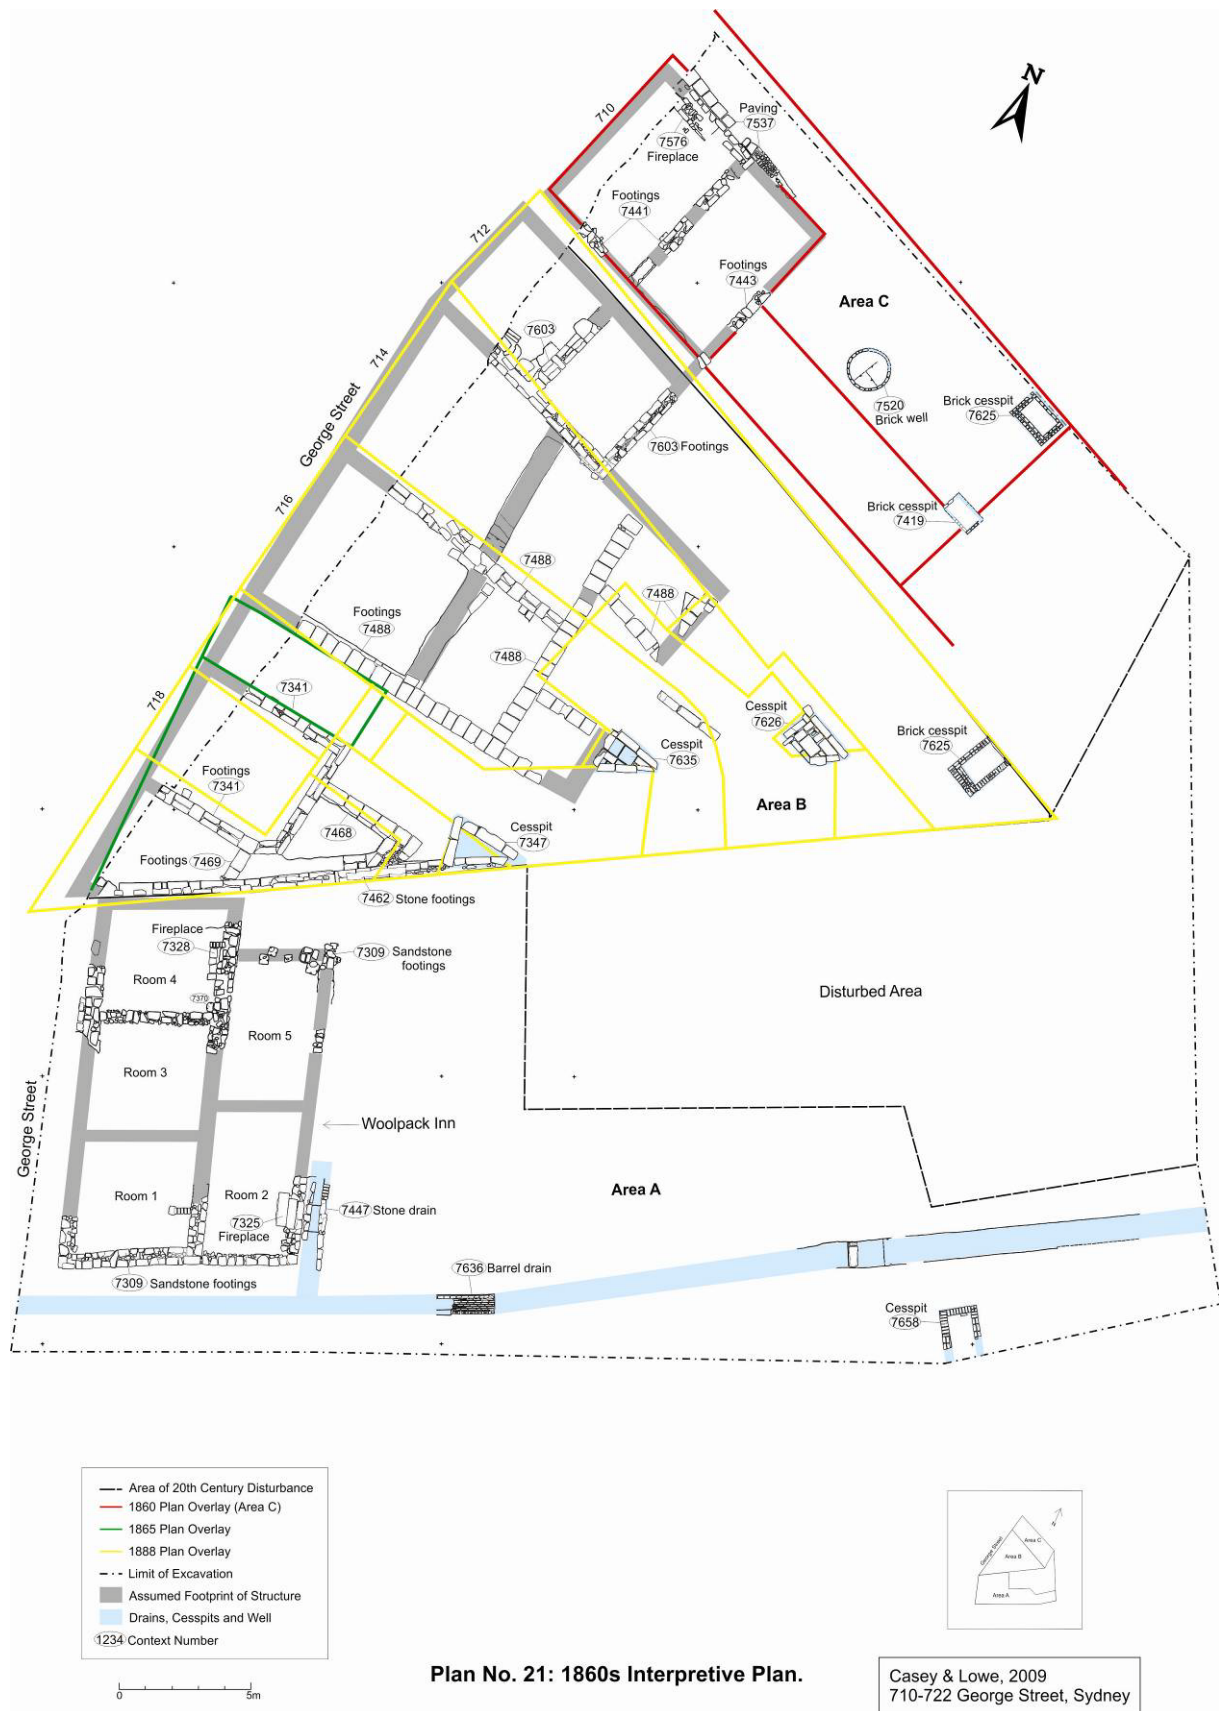 N
710
Paving
7537
7576
Fireplace
Footings
7441
712
Footings
7443
Area C
7603
714
George Street
7520
Brick well
Brick cesspit
7625
7603 Footings
716
Brick cesspit
7419
7488
7488
Footings
7488
7488
7341
718
Cesspit
7626
Cesspit
7635
Brick cesspit
7625
Footings
7341
Area B
7468
Cesspit
7347
Footings 7469
7462 Stone footings
Fireplace
7328
7309 Sandstone
footings
Room 4
7370
Disturbed Area
Room 5
Room 3
George Street
Woolpack Inn
Area A
Room 1
Room 2
7325
Fireplace
7447 Stone drain
7309 Sandstone footings
7636 Barrel drain
Cesspit
7658
Area of 20th Century Disturbance
1860 Plan Overlay (Area C)
1865 Plan Overlay
1888 Plan Overlay
Limit of Excavation
Assumed Footprint of Structure
Drains, Cesspits and Well
1234 Context Number
0 5m
N
George Street
Area C
Area B
Area A
Plan No. 21: 1860s Interpretive Plan.
Casey & Lowe, 2009
710-722 George Street, Sydney